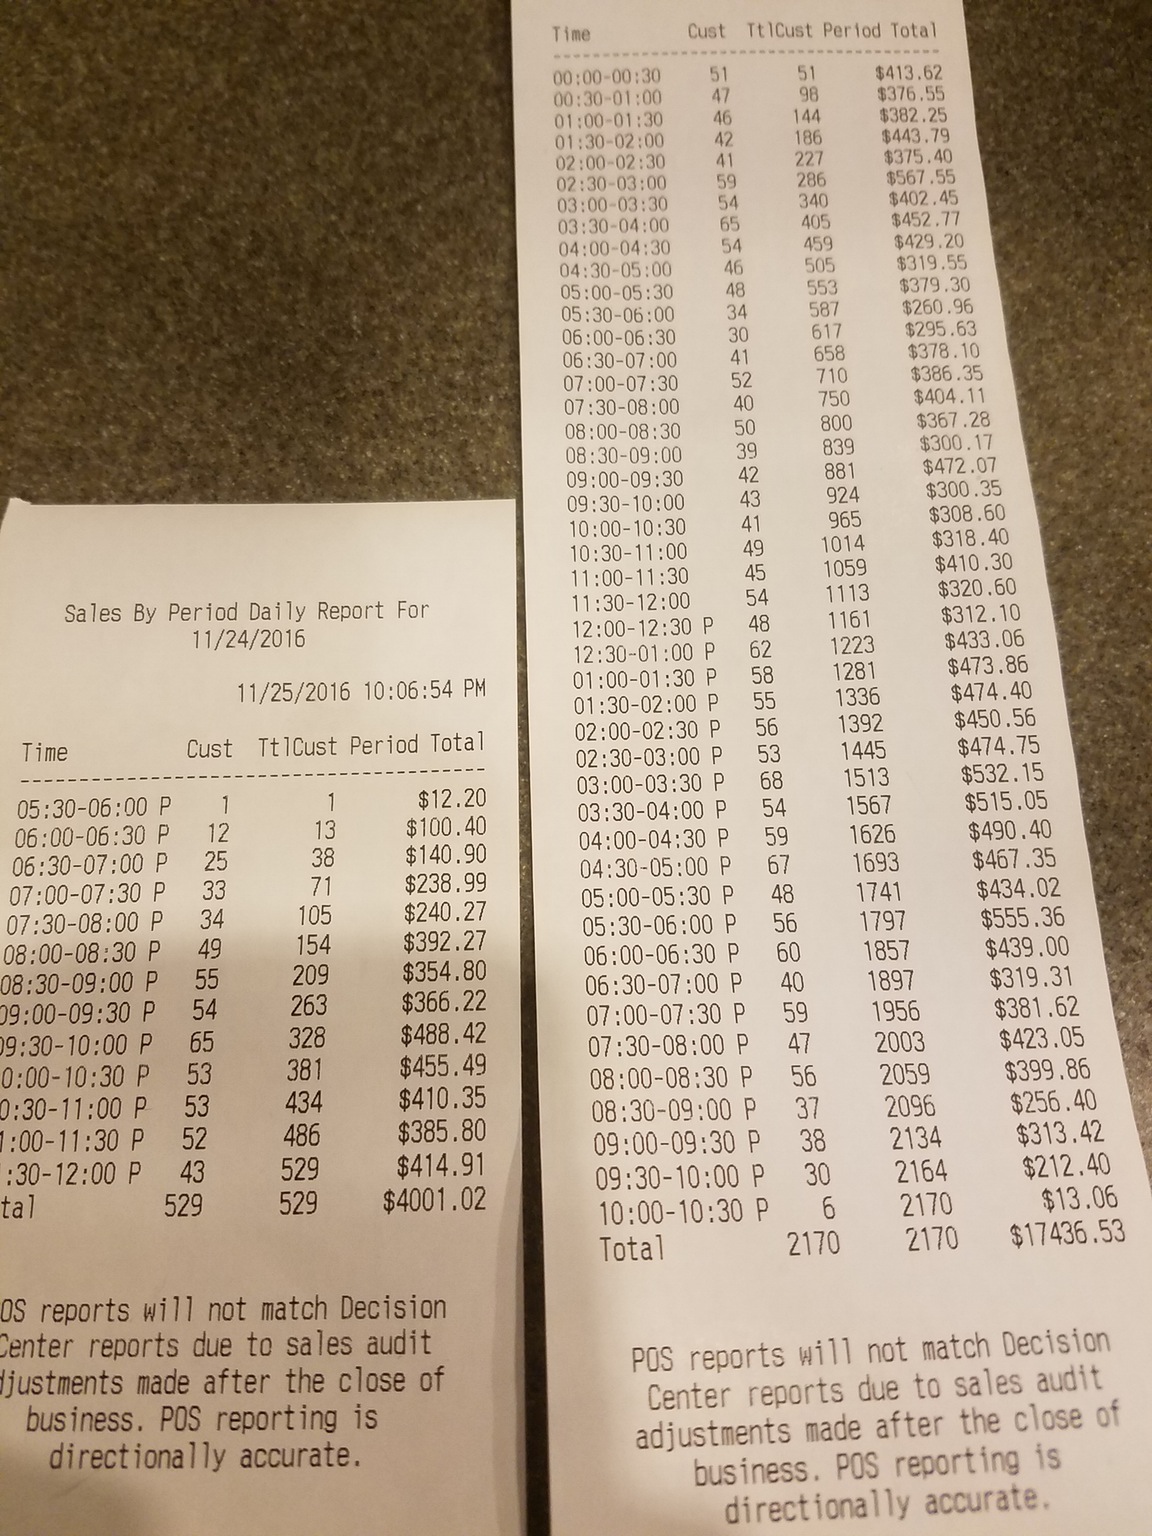 Sales By Period Daily Report For
11/24/2016
11/25/2016 10:06:54 PM
Time Cust TtlCust Period Total
05:30-06:00 P 1 1 $12.20
06:00-06:30 P 12 13 $100.40
06:30-07:00 P 25 38 $140.90
07:00-07:30 P 33 71 $238.99
07:30-08:00 P 34 105 $240.27
08:00-08:30 P 49 154 $392.27
08:30-09:00 P 55 209 $354.80
09:00-09:30 P 54 263 $366.22
09:30-10:00 P 65 328 $488.42
0:00-10:30 P 53 381 $455.49
0:30-11:00 P 53 434 $410.35
1:00-11:30 P 52 486 $385.80
:30-12:00 P 43 529 $414.91
tal 529 529 $4001.02
OS reports will not match Decision
Center reports due to sales audit
djustments made after the close of
business. POS reporting is
directionally accurate.
Time Cust TtlCust Period Total
00:00-00:30 51 51 $413.62
00:30-01:00 47 98 $376.55
01:00-01:30 46 144 $382.25
01:30-02:00 42 186 $443.79
02:00-02:30 41 227 $375.40
02:30-03:00 59 286 $567.55
03:00-03:30 54 340 $402.45
03:30-04:00 65 405 $452.77
04:00-04:30 54 459 $429.20
04:30-05:00 46 505 $319.55
05:00-05:30 48 553 $379.30
05:30-06:00 34 587 $260.96
06:00-06:30 30 617 $295.63
06:30-07:00 41 658 $378.10
07:00-07:30 52 710 $386.35
07:30-08:00 40 750 $404.11
08:00-08:30 50 800 $367.28
08:30-09:00 39 839 $300.17
09:00-09:30 42 881 $472.07
09:30-10:00 43 924 $300.35
10:00-10:30 41 965 $308.60
10:30-11:00 49 1014 $318.40
11:00-11:30 45 1059 $410.30
11:30-12:00 54 1113 $320.60
12:00-12:30 P 48 1161 $312.10
12:30-01:00 P 62 1223 $433.06
01:00-01:30 P 58 1281 $473.86
01:30-02:00 P 55 1336 $474.40
02:00-02:30 P 56 1392 $450.56
02:30-03:00 P 53 1445 $474.75
03:00-03:30 P 68 1513 $532.15
03:30-04:00 P 54 1567 $515.05
04:00-04:30 P 59 1626 $490.40
04:30-05:00 P 67 1693 $467.35
05:00-05:30 P 48 1741 $434.02
05:30-06:00 P 56 1797 $555.36
06:00-06:30 P 60 1857 $439.00
06:30-07:00 P 40 1897 $319.31
07:00-07:30 P 59 1956 $381.62
07:30-08:00 P 47 2003 $423.05
08:00-08:30 P 56 2059 $399.86
08:30-09:00 P 37 2096 $256.40
09:00-09:30 P 38 2134 $313.42
09:30-10:00 P 30 2164 $212.40
10:00-10:30 P 6 2170 $13.06
Total 2170 2170 $17436.53
POS reports will not match Decision
Center reports due to sales audit
adjustments made after the close of
business. POS reporting is
directionally accurate.